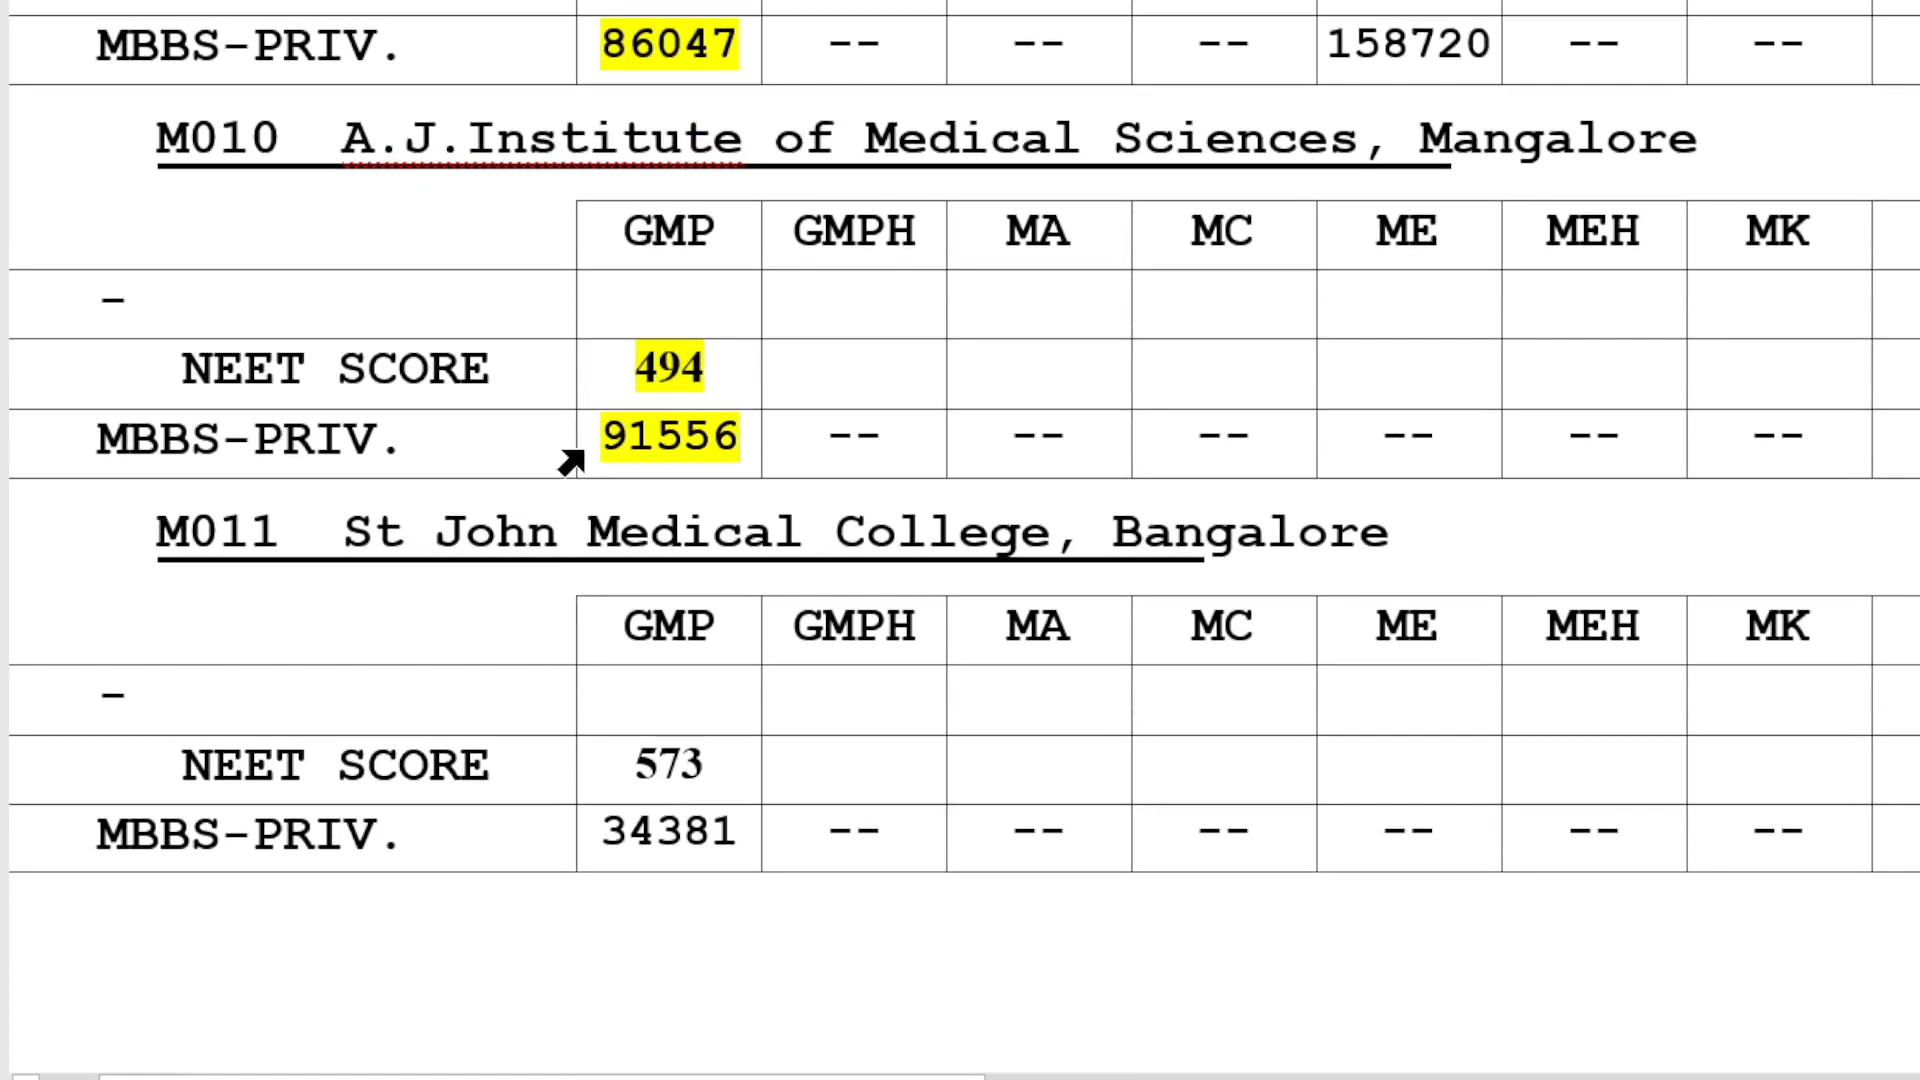 MBBS-PRIV. 86047 -- -- -- 158720 -- --
M010 A.J.Institute of Medical Sciences, Mangalore
GMP GMPH MA MC ME MEH MK
-
NEET SCORE 494
MBBS-PRIV. 91556 -- -- -- -- -- --
M011 St John Medical College, Bangalore
GMP GMPH MA MC ME MEH MK
-
NEET SCORE 573
MBBS-PRIV. 34381 -- -- -- -- -- --